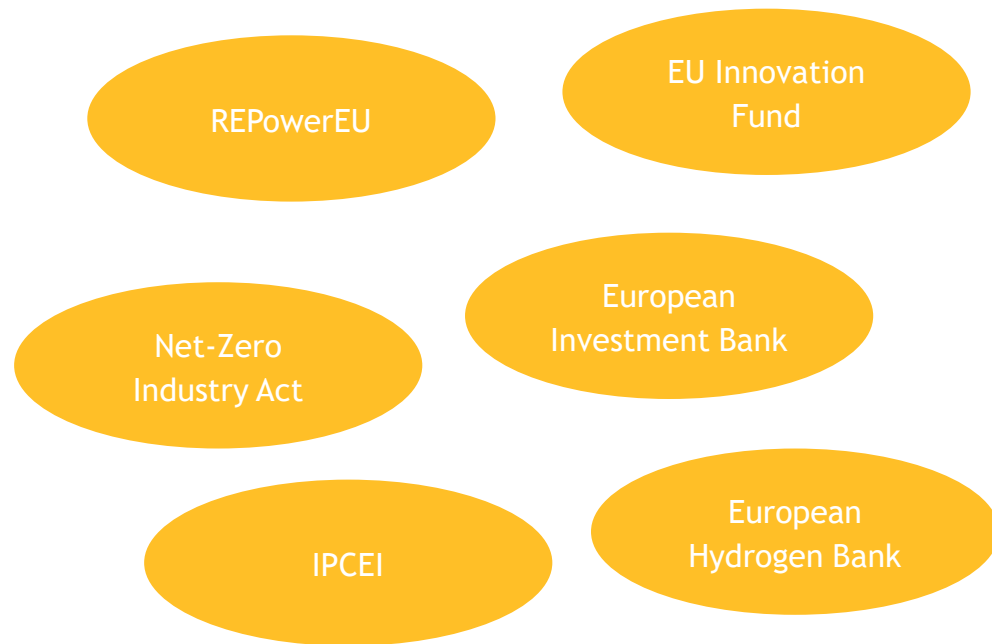 REPowerEU
EU Innovation
Fund
Net-Zero
Industry Act
European
Investment Bank
IPCEI
European
Hydrogen Bank